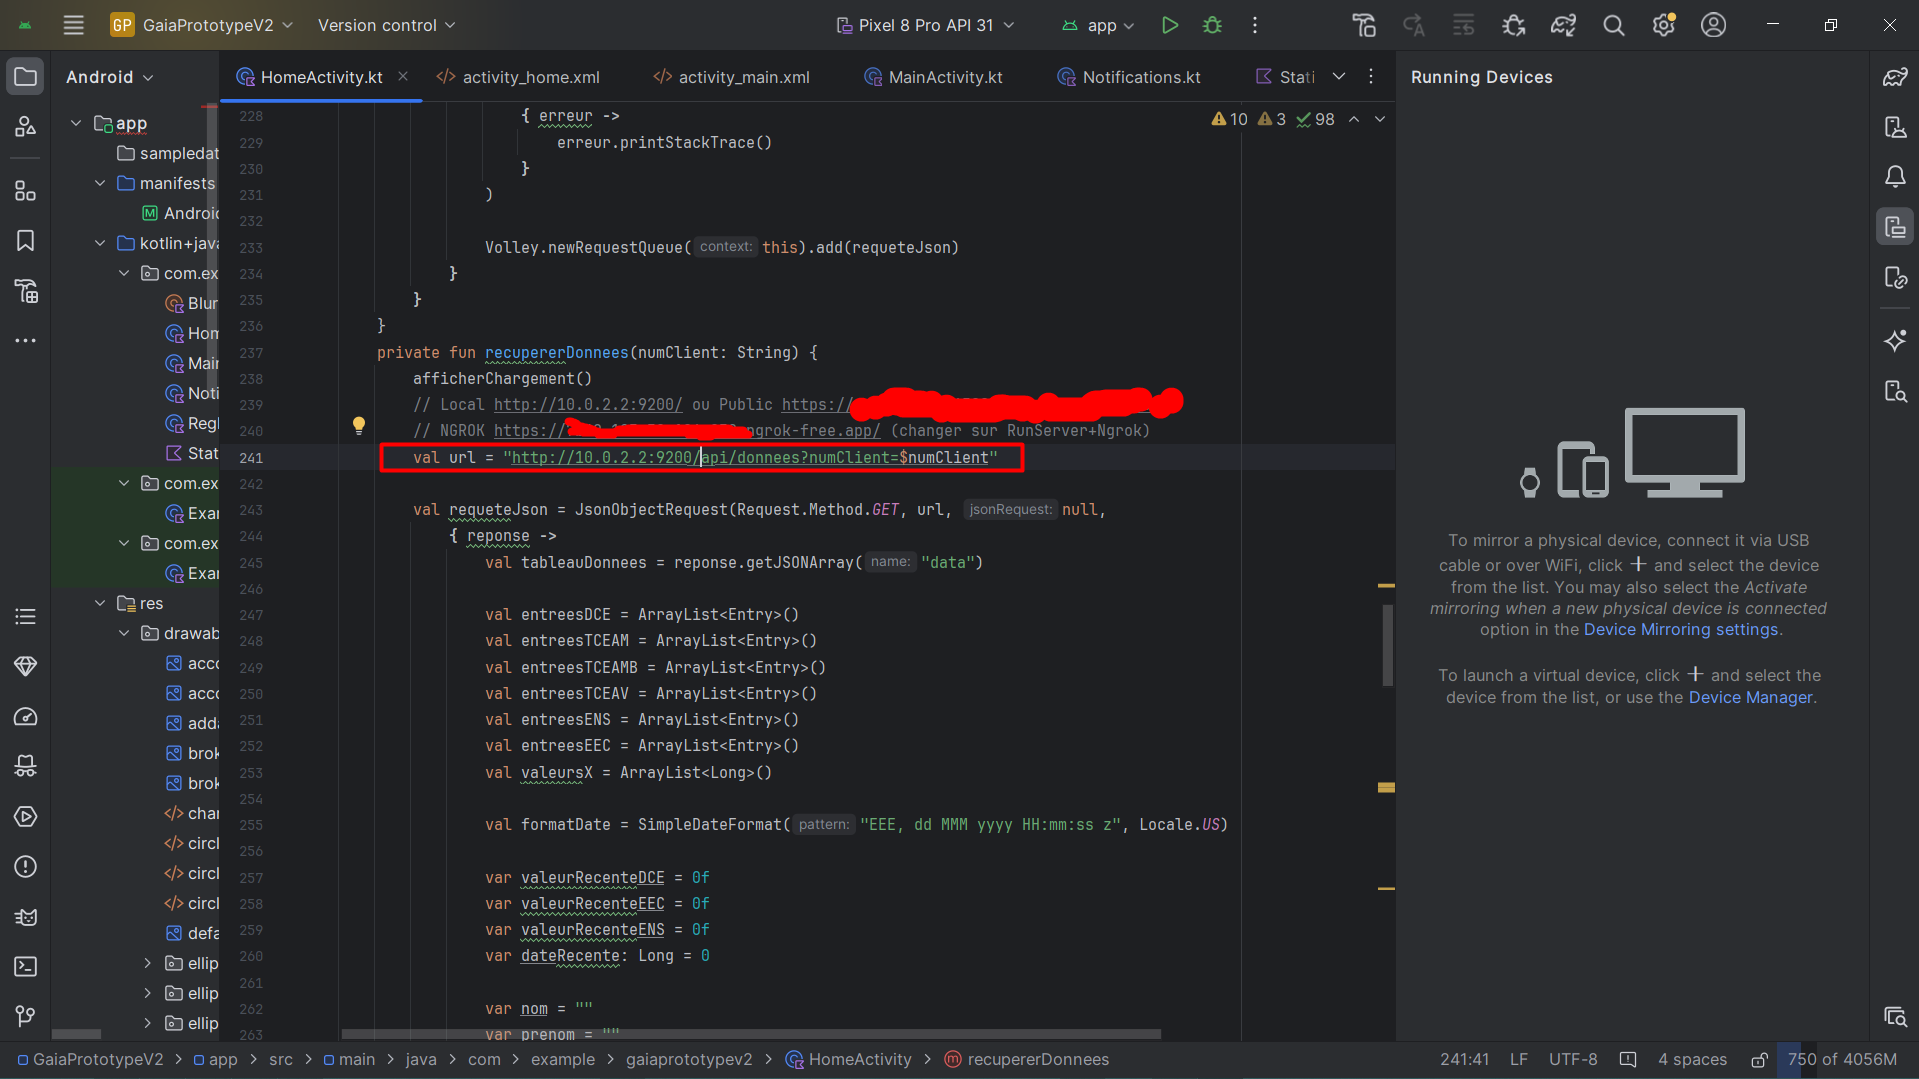 GP GaiaPrototypeV2 Version control Pixel 8 Pro API 31 app
Android
HomeActivity.kt activity_home.xml activity_main.xml MainActivity.kt Notifications.kt Stati
Running Devices
app
sampledat
manifests
Android
kotlin+java
com.ex
Blur
Hom
Mair
Noti
Regl
Stat
com.ex
Exar
com.ex
Exar
res
drawab
acco
acco
adda
brok
brok
char
circl
circl
circl
defa
ellip
ellip
ellip
10 3 98
228 { erreur ->
229 erreur.printStackTrace()
230 }
231 )
232
233 Volley.newRequestQueue( context: this).add(requeteJson)
234 }
235 }
236 }
237 private fun recupererDonnees(numClient: String) {
238 afficherChargement()
239 // Local http://10.0.2.2:9200/ ou Public https://
240 // NGROK https:// ngrok-free.app/ (changer sur RunServer+Ngrok)
241 val url = "http://10.0.2.2:9200/api/donnees?numClient=$numClient"
242
243 val requeteJson = JsonObjectRequest(Request.Method.GET, url, jsonRequest: null,
244 { reponse ->
245 val tableauDonnees = reponse.getJSONArray( name: "data")
246
247 val entreesDCE = ArrayList<Entry>()
248 val entreesTCEAM = ArrayList<Entry>()
249 val entreesTCEAMB = ArrayList<Entry>()
250 val entreesTCEAV = ArrayList<Entry>()
251 val entreesENS = ArrayList<Entry>()
252 val entreesEEC = ArrayList<Entry>()
253 val valeursX = ArrayList<Long>()
254
255 val formatDate = SimpleDateFormat( pattern: "EEE, dd MMM yyyy HH:mm:ss z", Locale.US)
256
257 var valeurRecenteDCE = 0f
258 var valeurRecenteEEC = 0f
259 var valeurRecenteENS = 0f
260 var dateRecente: Long = 0
261
262 var nom = ""
263 var prenom = ""
To mirror a physical device, connect it via USB
cable or over WiFi, click + and select the device
from the list. You may also select the Activate
mirroring when a new physical device is connected
option in the Device Mirroring settings.
To launch a virtual device, click + and select the
device from the list, or use the Device Manager.
GaiaPrototypeV2 > app > src > main > java > com > example > gaiaprototypev2 > HomeActivity > recupererDonnees
241:41 LF UTF-8 4 spaces 750 of 4056M